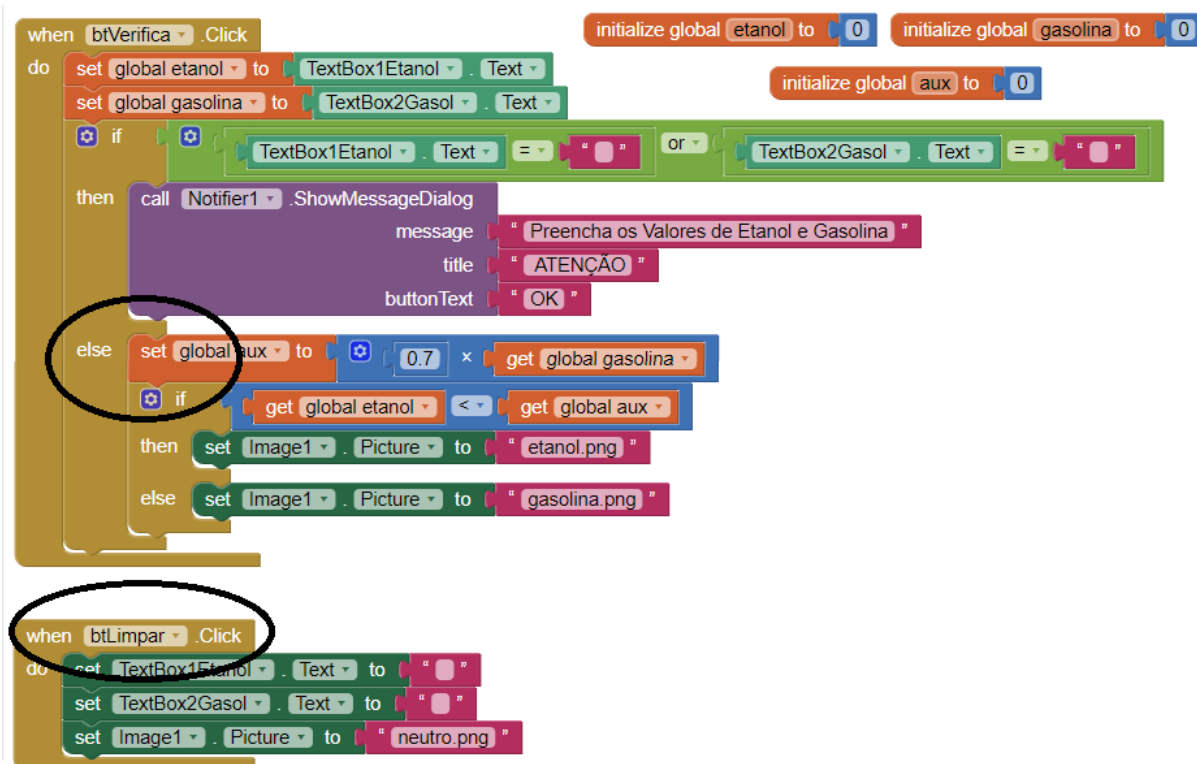 initialize global etanol to 0
initialize global gasolina to 0
initialize global aux to 0
when btVerifica .Click
do set global etanol to TextBox1Etanol . Text
set global gasolina to TextBox2Gasol . Text
if TextBox1Etanol . Text = " " or TextBox2Gasol . Text = " "
then call Notifier1 .ShowMessageDialog
message " Preencha os Valores de Etanol e Gasolina "
title " ATENÇÃO "
buttonText " OK "
else set global aux to 0.7 × get global gasolina
if get global etanol < get global aux
then set Image1 . Picture to " etanol.png "
else set Image1 . Picture to " gasolina.png "
when btLimpar .Click
do set TextBox1Etanol . Text to " "
set TextBox2Gasol . Text to " "
set Image1 . Picture to " neutro.png "